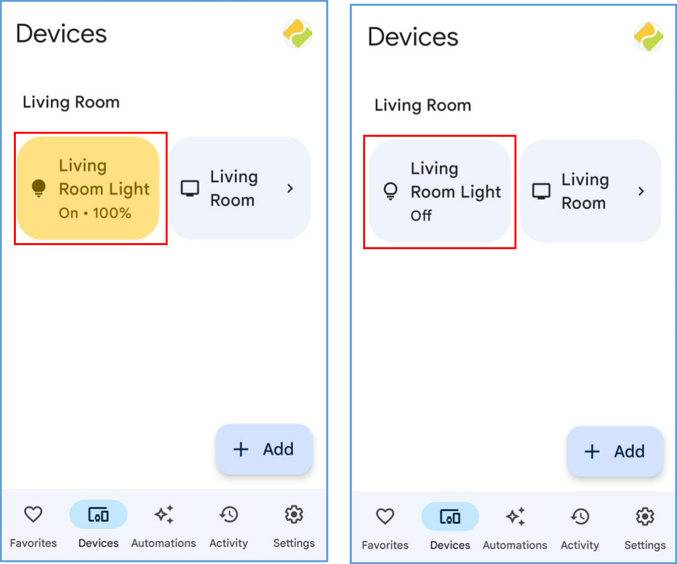 Devices
Living Room
Living
Room Light
On • 100%
Living
Room
+ Add
Favorites
Devices
Automations
Activity
Settings
Devices
Living Room
Living
Room Light
Off
Living
Room
+ Add
Favorites
Devices
Automations
Activity
Settings